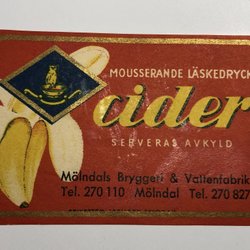 MOUSSERANDE LÄSKEDRYCK
cider
SERVERAS AVKYLD
Mölndals Bryggeri & Vattenfabrik
Tel. 270 110 Mölndal Tel. 270 827